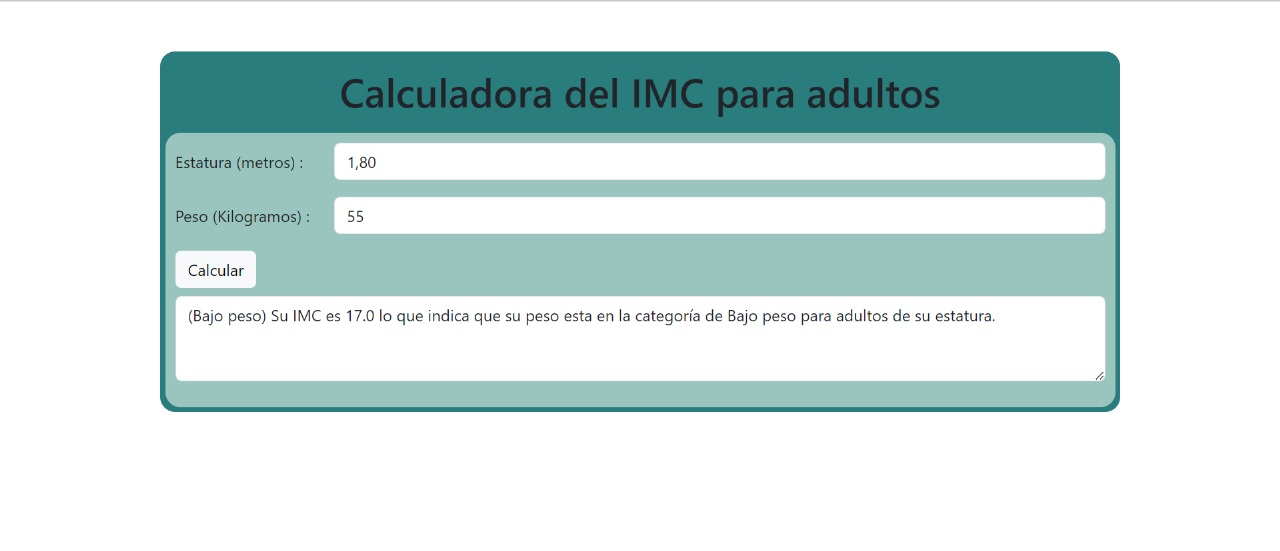 Calculadora del IMC para adultos
Estatura (metros) : 1,80
Peso (Kilogramos) : 55
Calcular
(Bajo peso) Su IMC es 17.0 lo que indica que su peso esta en la categoría de Bajo peso para adultos de su estatura.